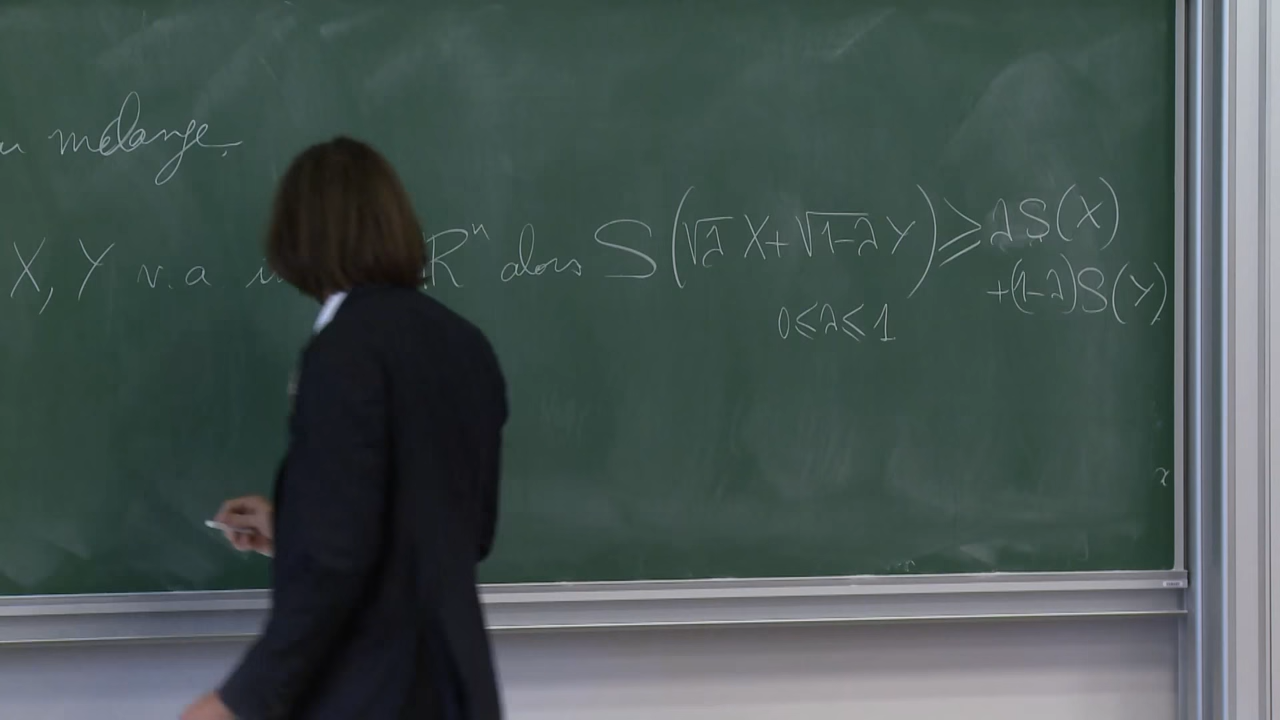 mélange.
X, Y v.a ℝⁿ alors S(√λ X+√1-λ Y) ≥ λS(X)
+(1-λ)S(Y)
0≤λ≤1